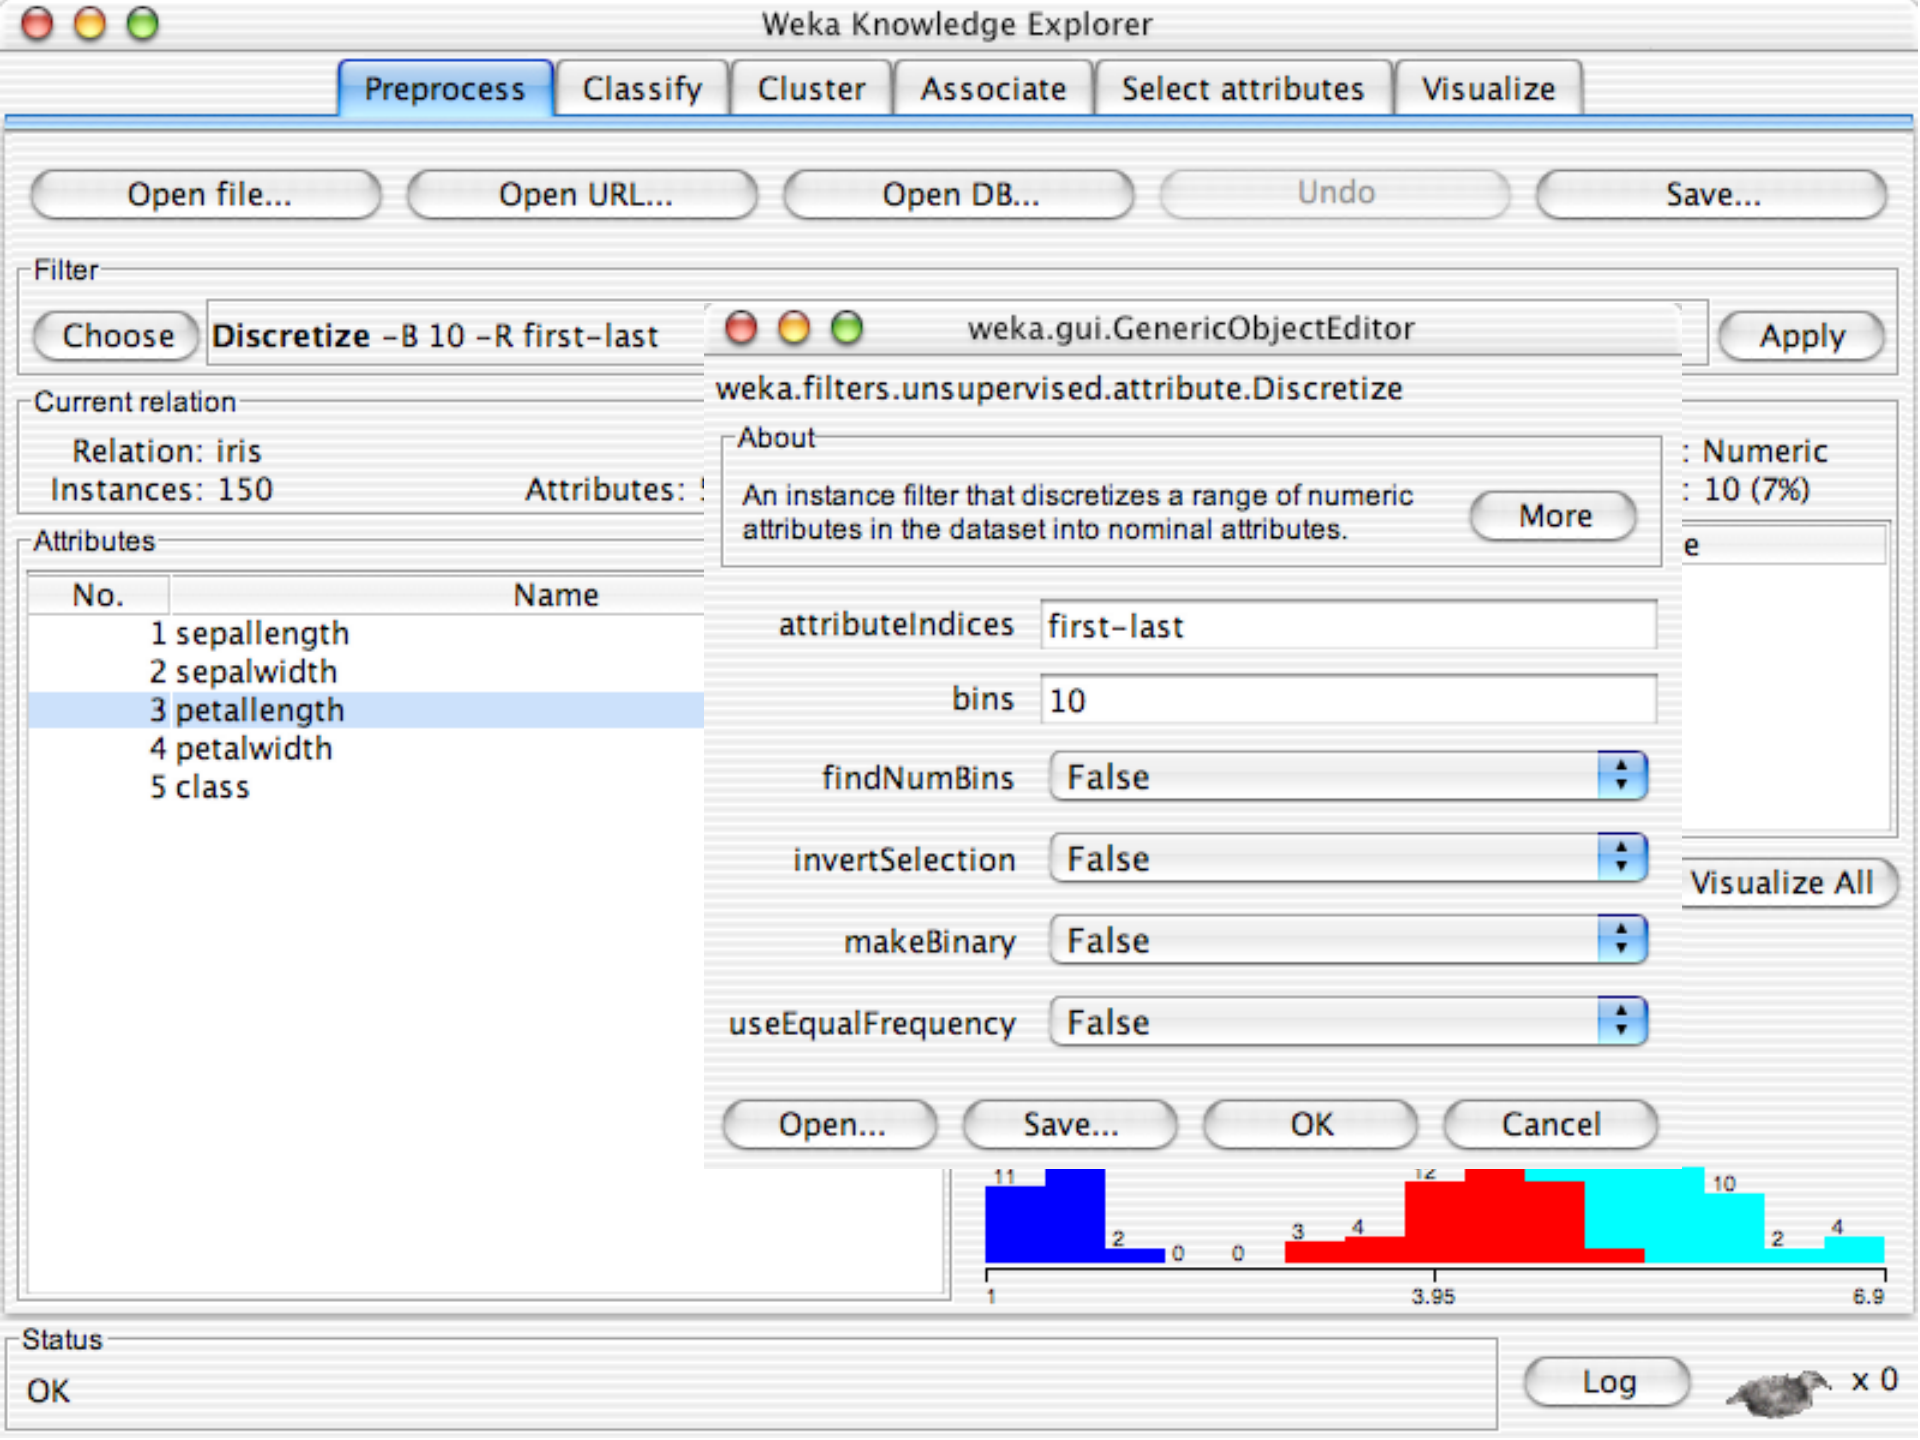 Weka Knowledge Explorer
Preprocess Classify Cluster Associate Select attributes Visualize
Open file... Open URL... Open DB... Undo Save...
Filter
Choose Discretize -B 10 -R first-last Apply
weka.gui.GenericObjectEditor
weka.filters.unsupervised.attribute.Discretize
Current relation
Relation: iris
Instances: 150 Attributes:
: Numeric
: 10 (7%)
e
About
An instance filter that discretizes a range of numeric
attributes in the dataset into nominal attributes.
More
Attributes
No. Name
1 sepallength
2 sepalwidth
3 petallength
4 petalwidth
5 class
attributeIndices first-last
bins 10
findNumBins False
invertSelection False
makeBinary False
useEqualFrequency False
Open... Save... OK Cancel
Visualize All
11 2 0 0 3 4 12 10 2 4
1 3.95 6.9
Status
OK
Log x 0